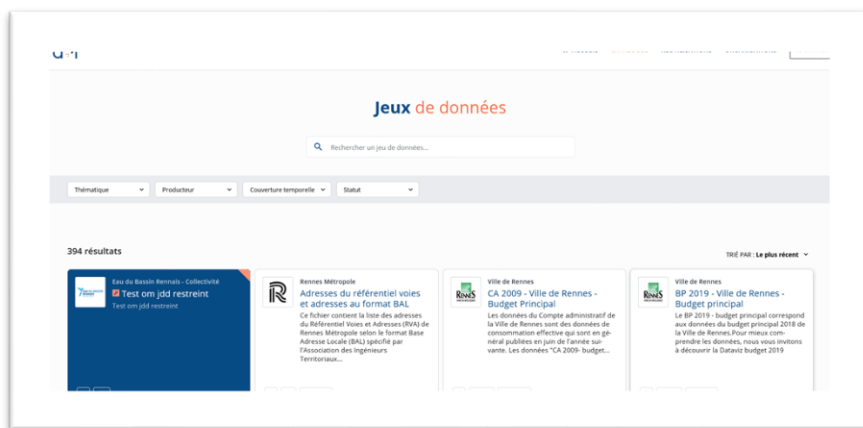 Jeux de données
Rechercher un jeu de données...
Thématique
Producteur
Couverture temporelle
Statut
394 résultats
TRIÉ PAR : Le plus récent
Eau du Bassin Rennais - Collectivité
Test om jdd restreint
Test om jdd restreint
Rennes Métropole
Adresses du référentiel voies
et adresses au format BAL
Ce fichier contient la liste des adresses
du Référentiel Voies et Adresses (RVA) de
Rennes Métropole selon le format Base
Adresse Locale (BAL) spécifié par
l'Association des Ingénieurs
Territoriaux...
Ville de Rennes
CA 2009 - Ville de Rennes -
Budget Principal
Les données du Compte administratif de
la Ville de Rennes sont des données de
consommation effective qui sont en gé-
néral publiées en juin de l'année sui-
vante. Les données "CA 2009- budget...
Ville de Rennes
BP 2019 - Ville de Rennes -
Budget principal
Le BP 2019 - budget principal correspond
aux données du budget principal 2018 de
la Ville de Rennes.Pour mieux com-
prendre les données, nous vous invitons
à découvrir la Dataviz budget 2019